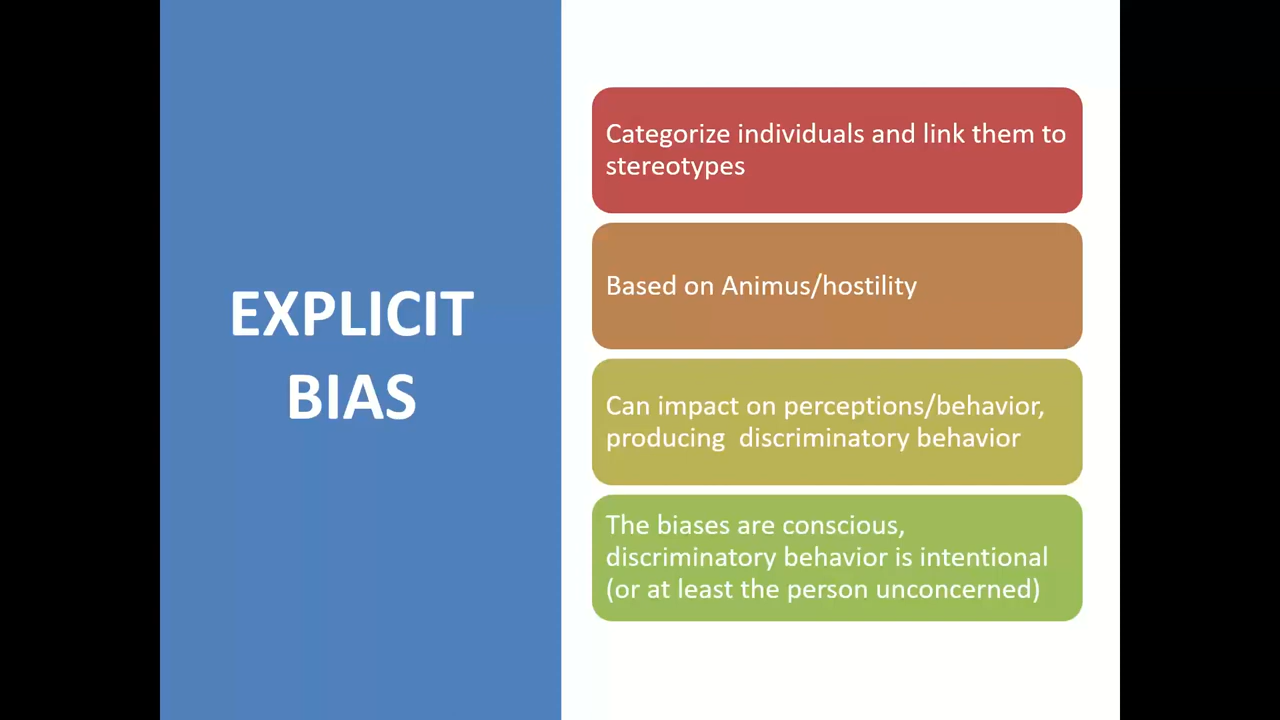 EXPLICIT
BIAS
Categorize individuals and link them to
stereotypes
Based on Animus/hostility
Can impact on perceptions/behavior,
producing  discriminatory behavior
The biases are conscious,
discriminatory behavior is intentional
(or at least the person unconcerned)